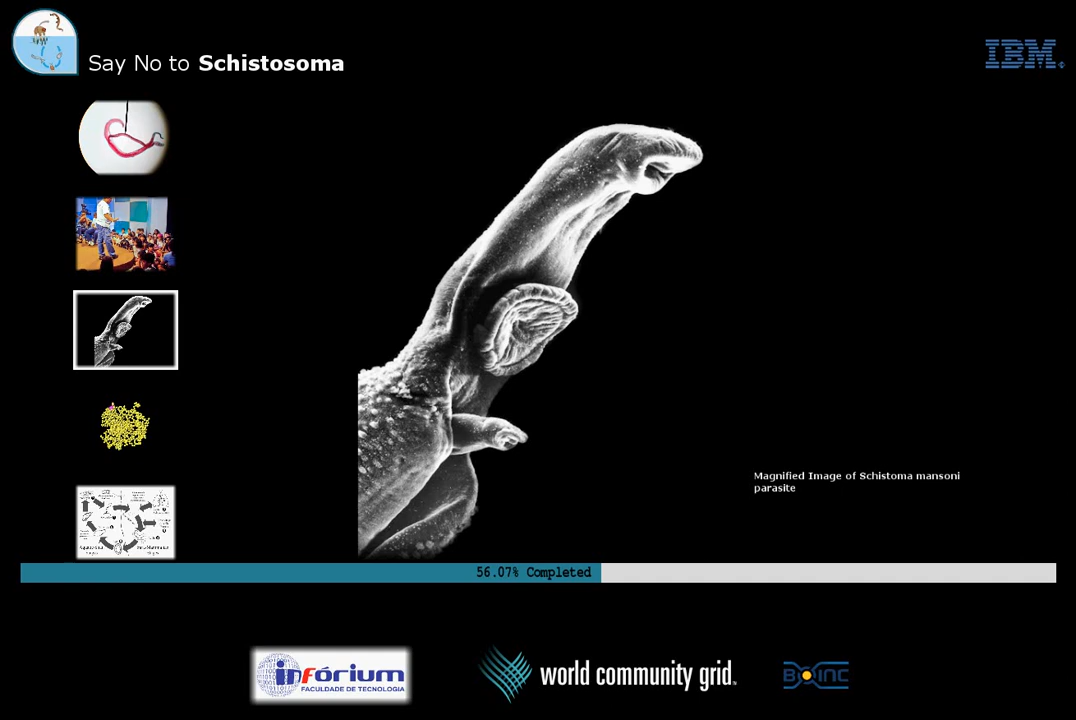 Say No to Schistosoma
IBM
Magnified Image of Schistoma mansoni
parasite
56.07% Completed
infórium
FACULDADE DE TECNOLOGIA
world community grid
BOINC